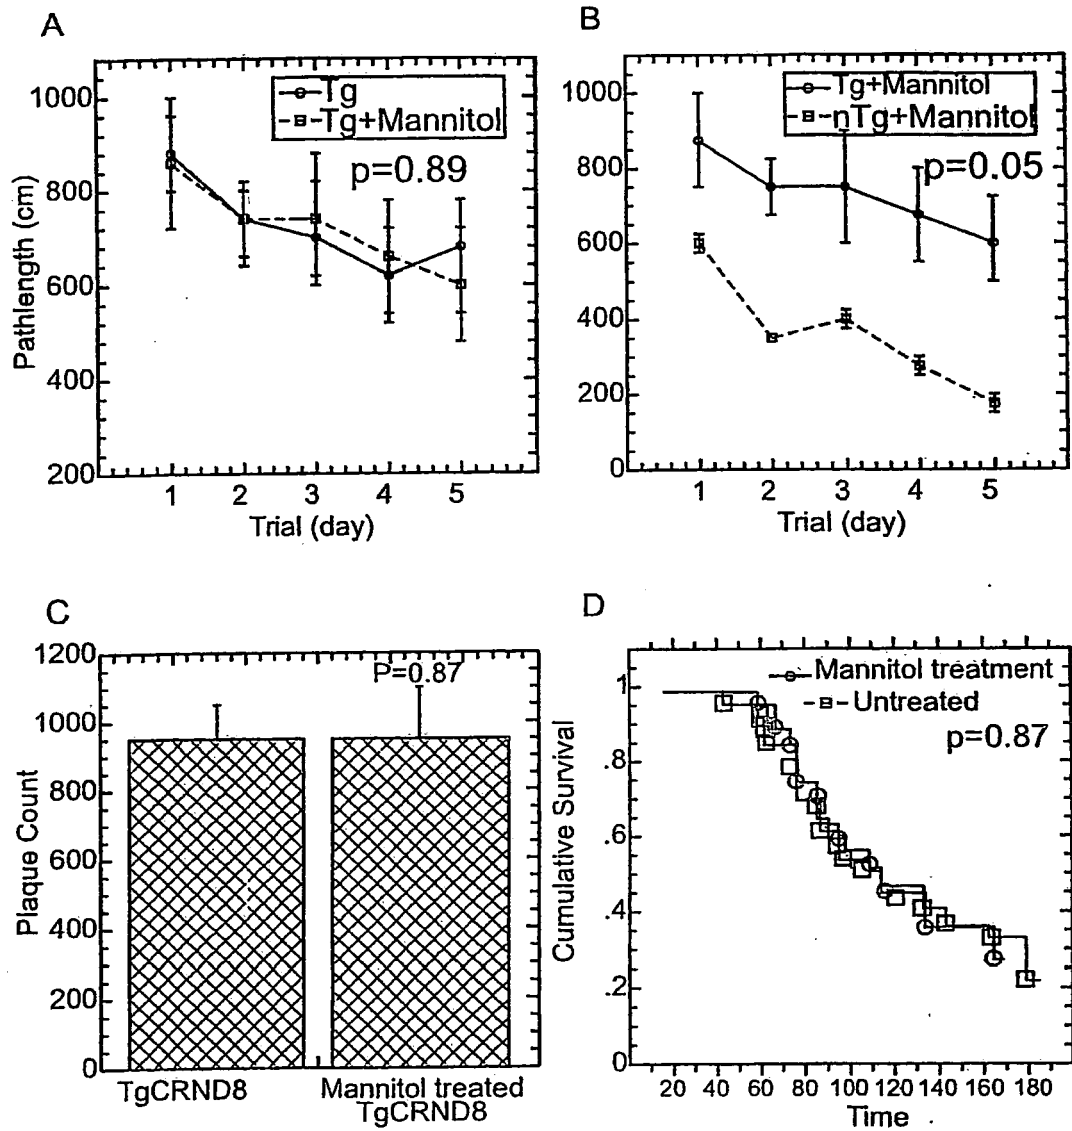 A
Tg
Tg+Mannitol
p=0.89
1000
800
600
400
200
Pathlength (cm)
1 2 3 4 5
Trial (day)
B
Tg+Mannitol
nTg+Mannitol
p=0.05
1000
800
600
400
200
0
1 2 3 4 5
Trial (day)
C
P=0.87
1200
1000
800
600
400
200
0
Plaque Count
TgCRND8
Mannitol treated
TgCRND8
D
Mannitol treatment
Untreated
p=0.87
1
.8
.6
.4
.2
0
Cumulative Survival
20 40 60 80 100 120 140 160 180
Time